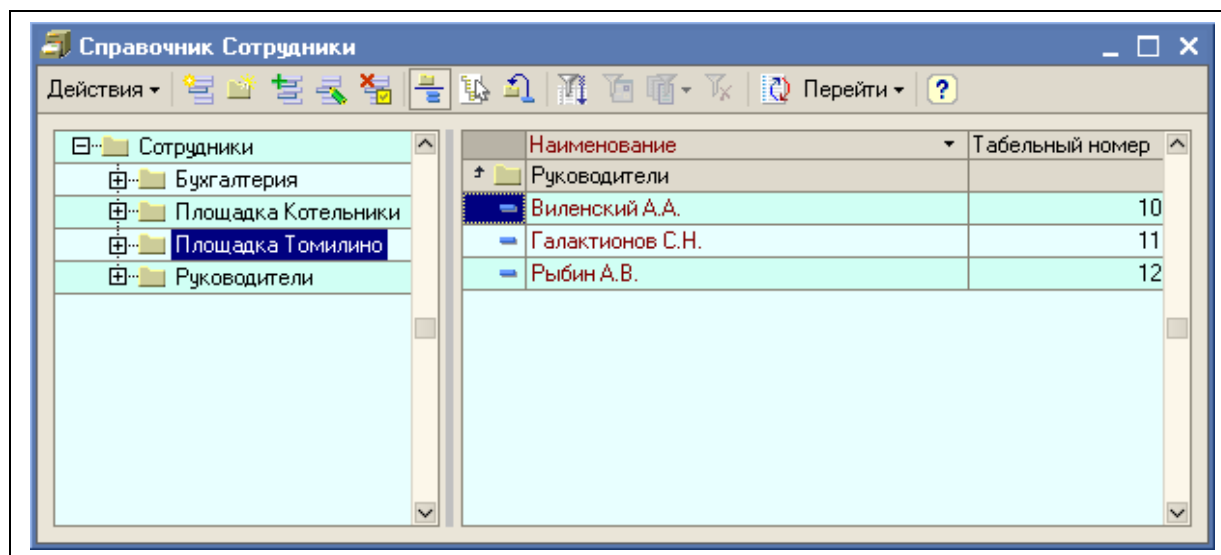 Справочник Сотрудники
Действия Перейти ?
Сотрудники
Бухгалтерия
Площадка Котельники
Площадка Томилино
Руководители
Наименование Табельный номер
Руководители
Виленский А.А. 10
Галактионов С.Н. 11
Рыбин А.В. 12